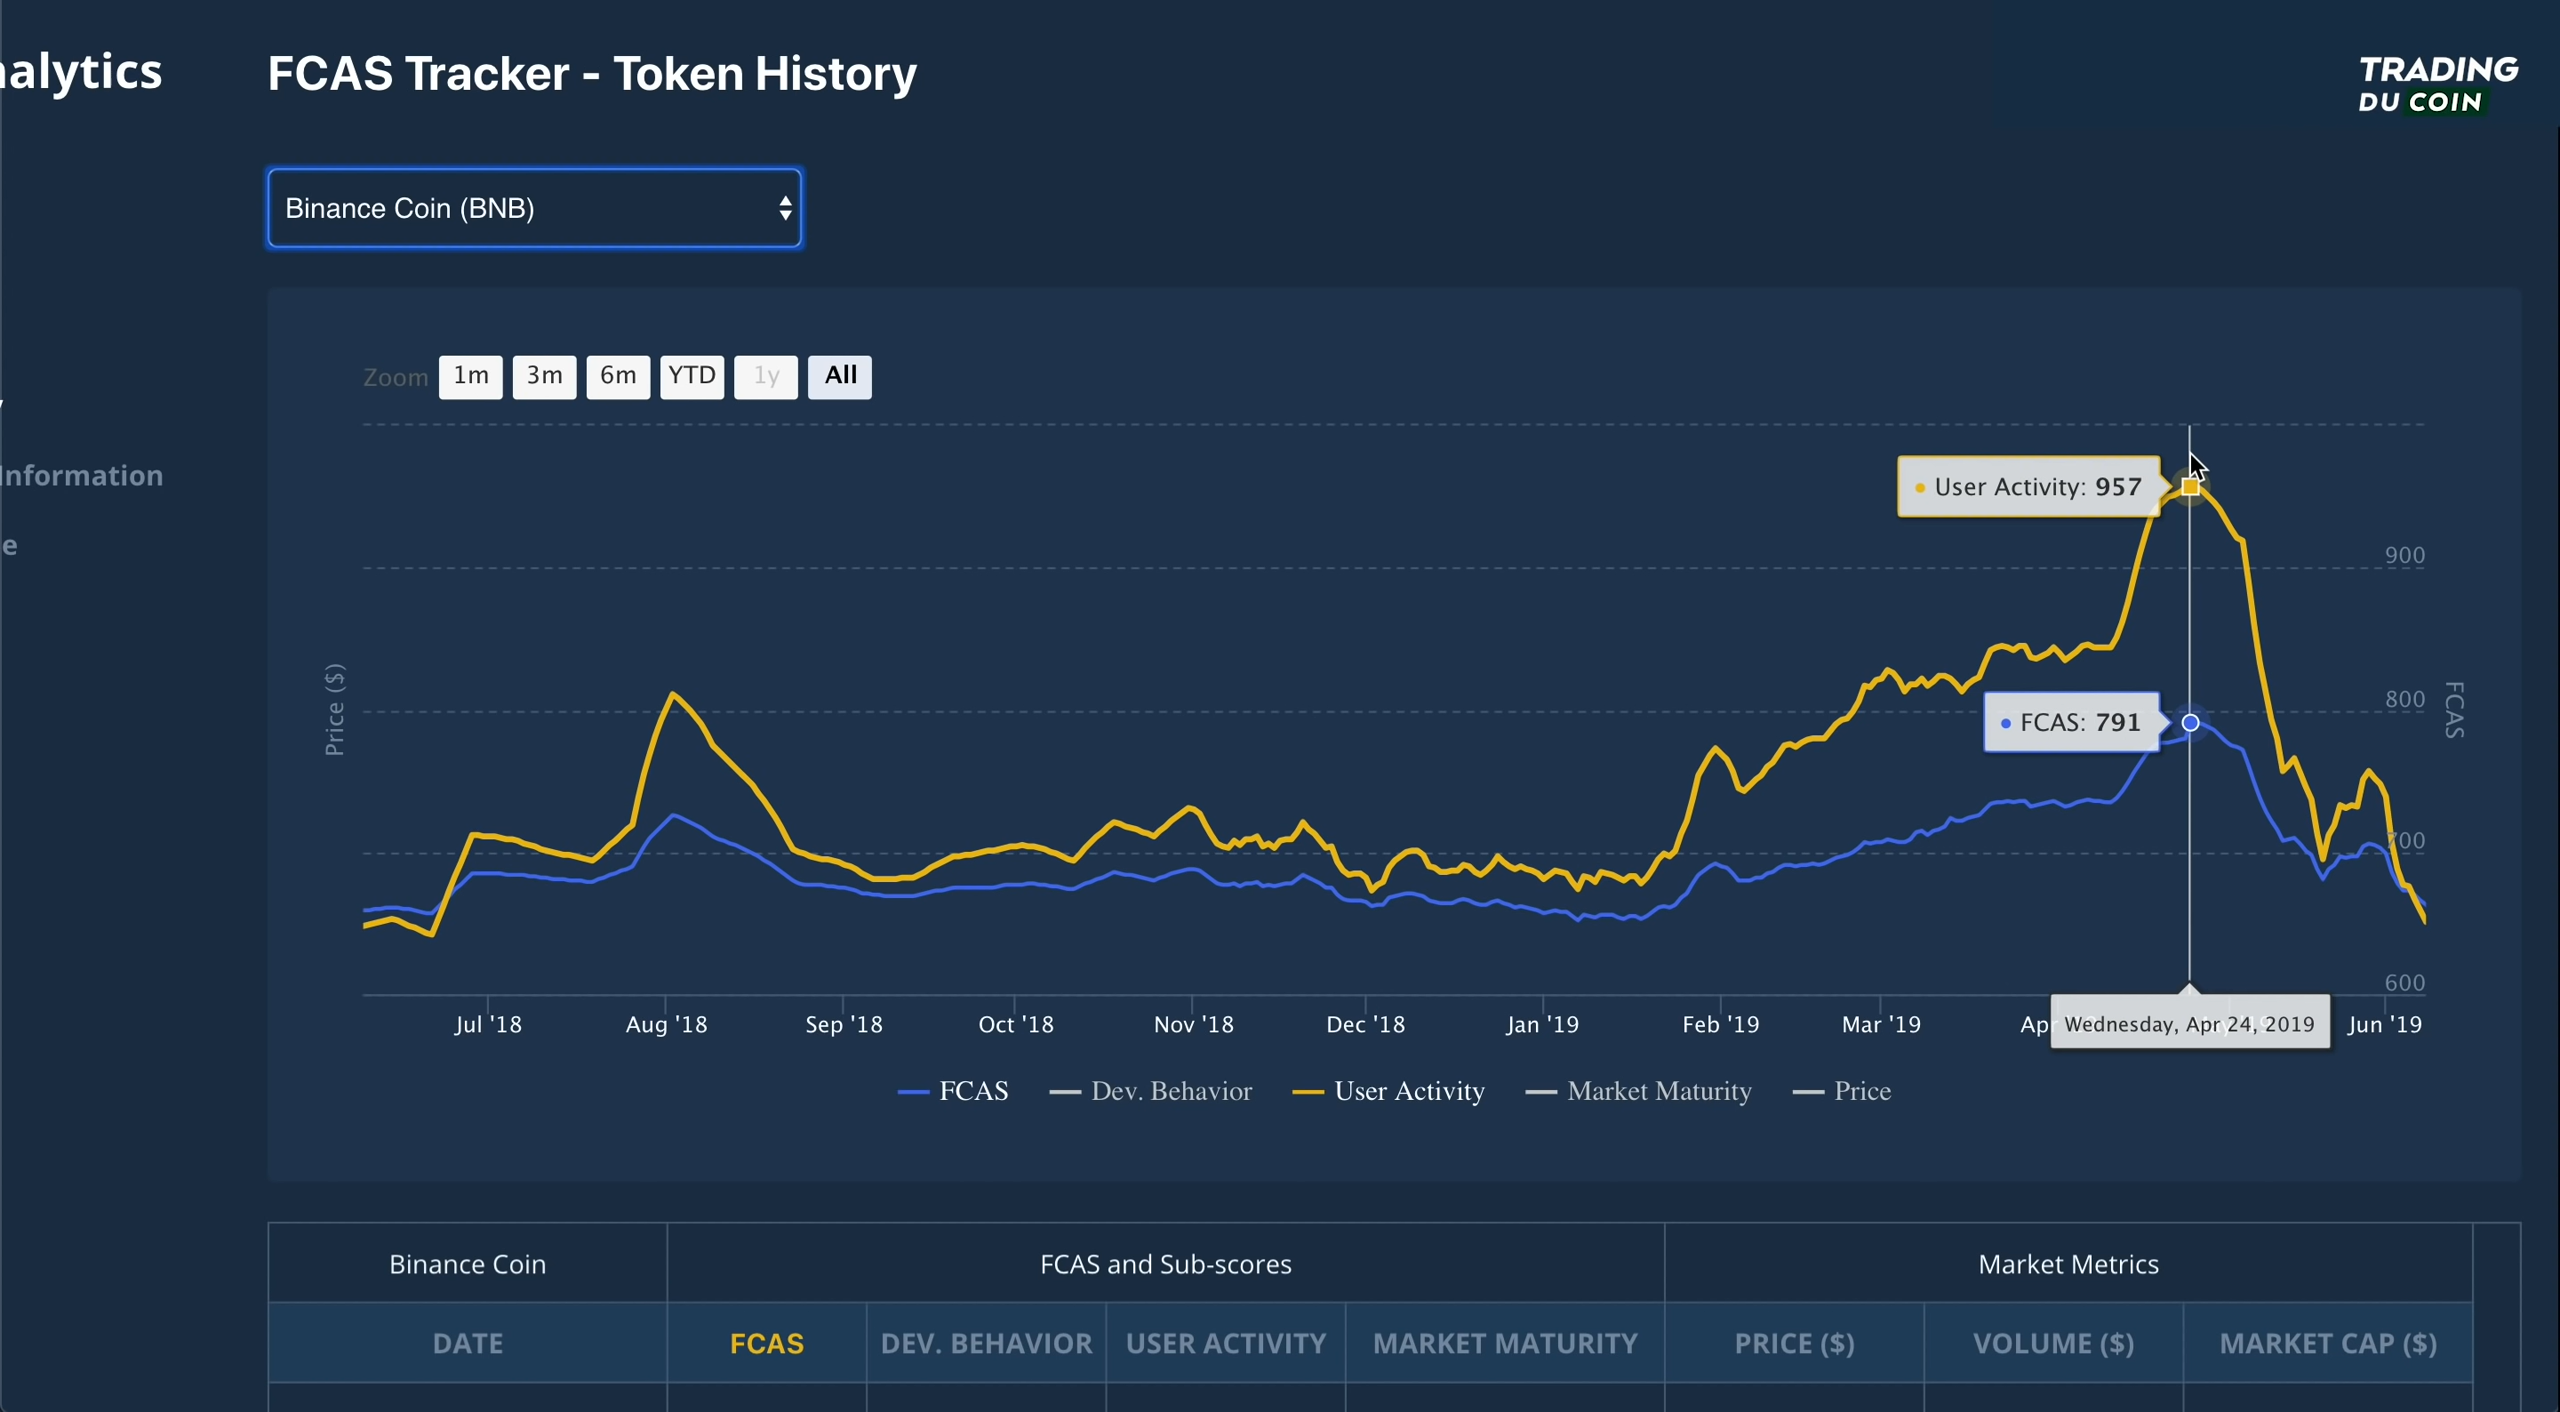 alytics
FCAS Tracker - Token History
TRADING
DU COIN
Binance Coin (BNB)
Information
e
Zoom 1m 3m 6m YTD 1y All
User Activity: 957
900
800
FCAS: 791
700
600
Price ($)
FCAS
Jul '18 Aug '18 Sep '18 Oct '18 Nov '18 Dec '18 Jan '19 Feb '19 Mar '19 Ap Wednesday, Apr 24, 2019 Jun '19
FCAS Dev. Behavior User Activity Market Maturity Price
Binance Coin FCAS and Sub-scores Market Metrics
DATE FCAS DEV. BEHAVIOR USER ACTIVITY MARKET MATURITY PRICE ($) VOLUME ($) MARKET CAP ($)